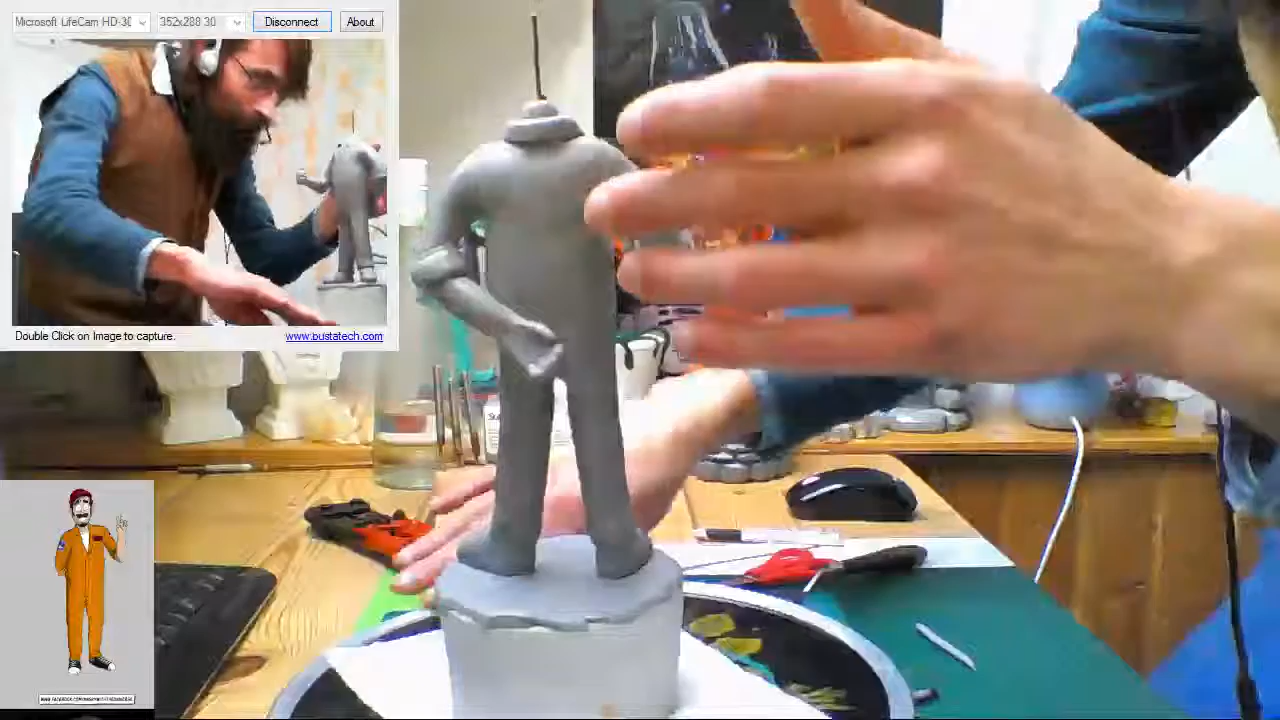 Microsoft LifeCam HD-30
352x288 30
Disconnect
About
Double Click on Image to capture.
www.bustatech.com